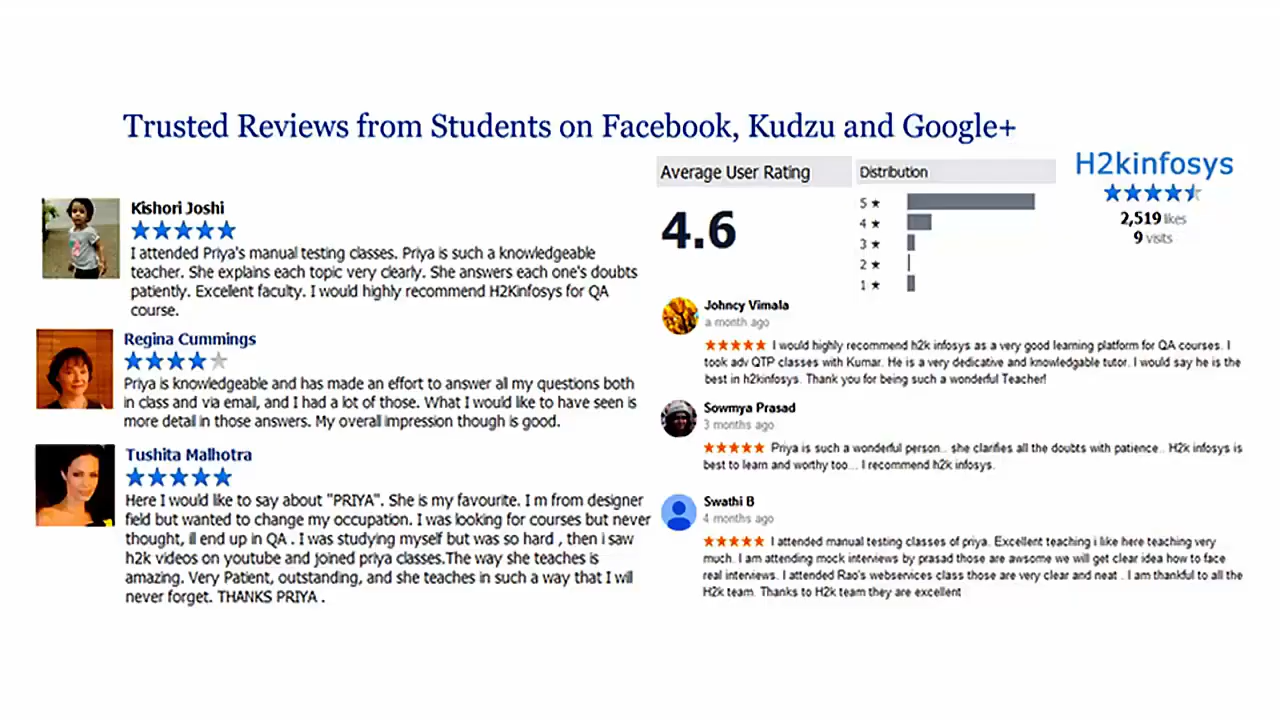 Trusted Reviews from Students on Facebook, Kudzu and Google+
Kishori Joshi
I attended Priya's manual testing classes. Priya is such a knowledgeable
teacher. She explains each topic very clearly. She answers each one's doubts
patiently. Excellent faculty. I would highly recommend H2Kinfosys for QA
course.
Regina Cummings
Priya is knowledgeable and has made an effort to answer all my questions both
in class and via email, and I had a lot of those. What I would like to have seen is
more detail in those answers. My overall impression though is good.
Tushita Malhotra
Here I would like to say about "PRIYA". She is my favourite. I m from designer
field but wanted to change my occupation. I was looking for courses but never
thought, ill end up in QA . I was studying myself but was so hard , then i saw
h2k videos on youtube and joined priya classes.The way she teaches is
amazing. Very Patient, outstanding, and she teaches in such a way that I will
never forget. THANKS PRIYA .
Average User Rating
4.6
Distribution
5 ★
4 ★
3 ★
2 ★
1 ★
H2kinfosys
2,519 likes
9 visits
Johncy Vimala
a month ago
★★★★★ I would highly recommend h2k infosys as a very good learning platform for QA courses. I
took adv QTP classes with Kumar. He is a very dedicative and knowledgable tutor. I would say he is the
best in h2kinfosys. Thank you for being such a wonderful Teacher!
Sowmya Prasad
3 months ago
★★★★★ Priya is such a wonderful person.. she clarifies all the doubts with patience.. H2k infosys is
best to learn and worthy too... I recommend h2k infosys.
Swathi B
4 months ago
★★★★★ I attended manual testing classes of priya. Excellent teaching i like here teaching very
much. I am attending mock interviews by prasad those are awsome we will get clear idea how to face
real interviews. I attended Rao's webservices class those are very clear and neat . I am thankful to all the
H2k team. Thanks to H2k team they are excellent